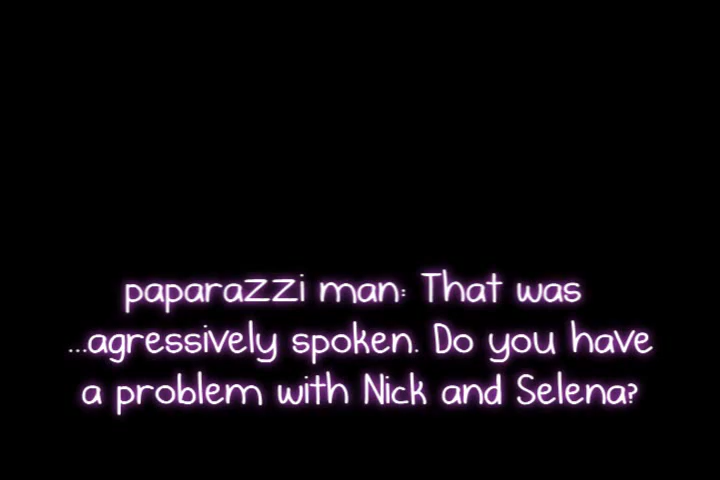 paparazzi man: That was
...agressively spoken. Do you have
a problem with Nick and Selena?